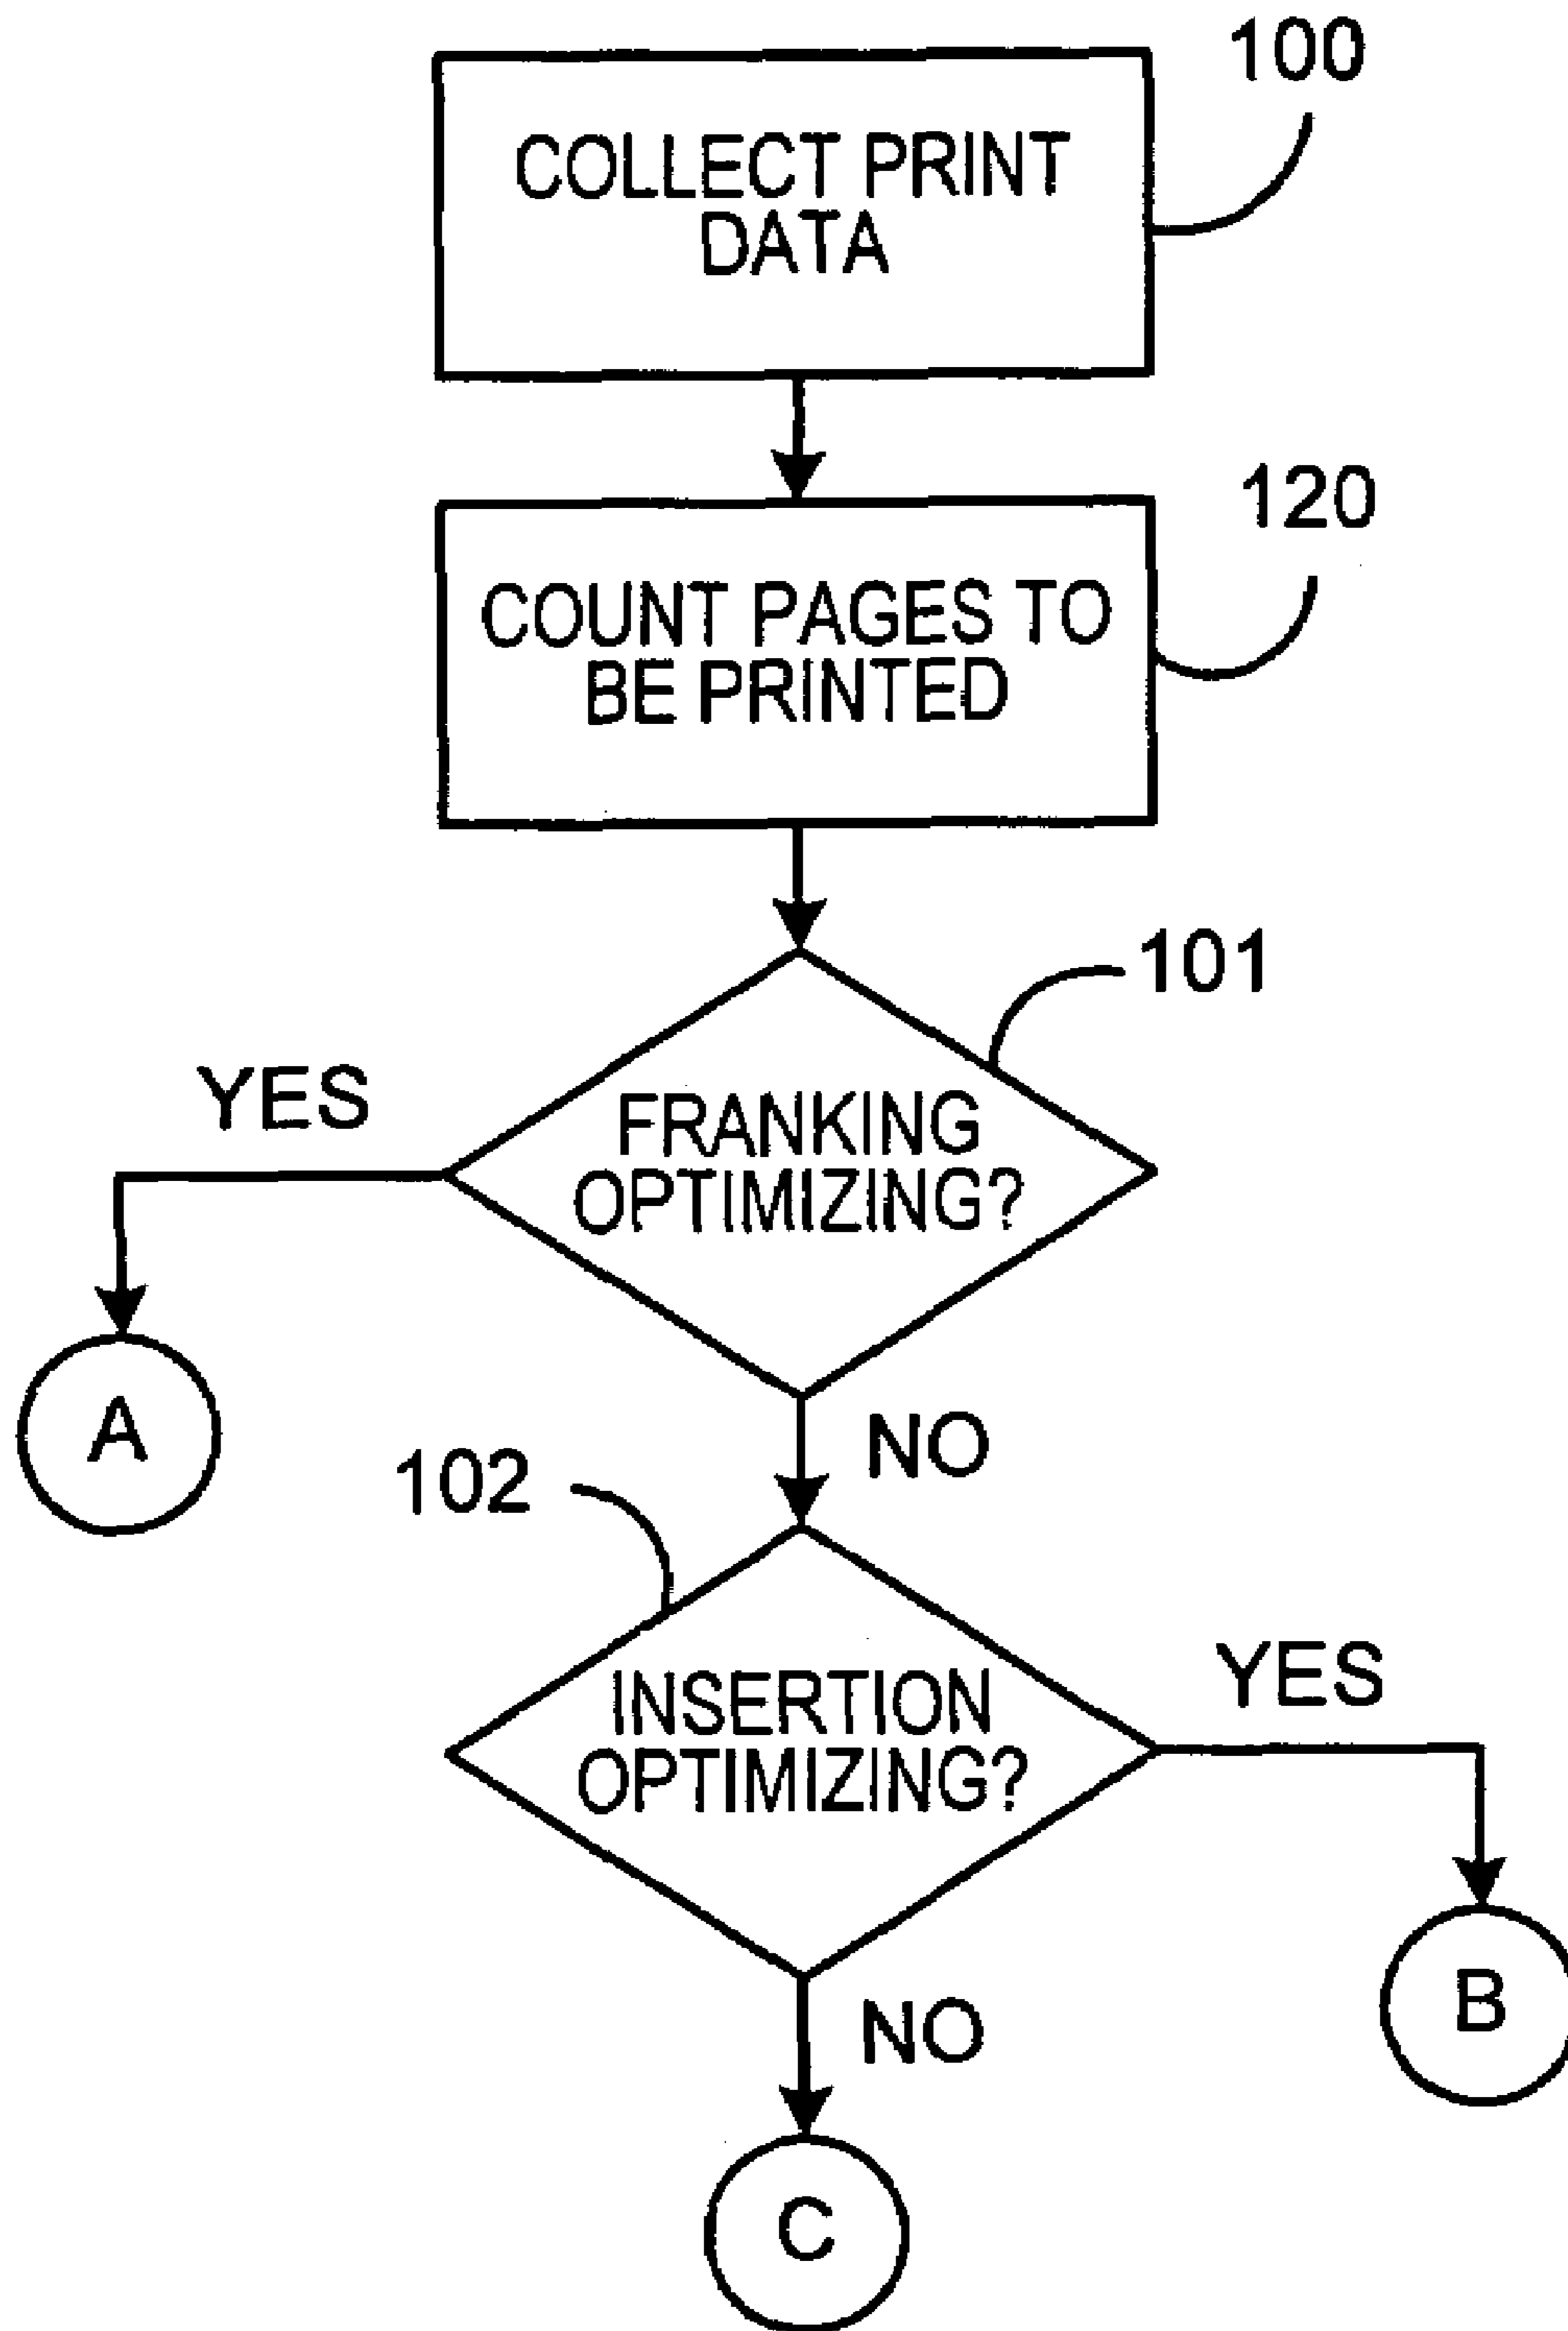 100
COLLECT PRINT
DATA
120
COUNT PAGES TO
BE PRINTED
101
YES
FRANKING
OPTIMIZING?
A
NO
102
INSERTION
OPTIMIZING?
YES
B
NO
C